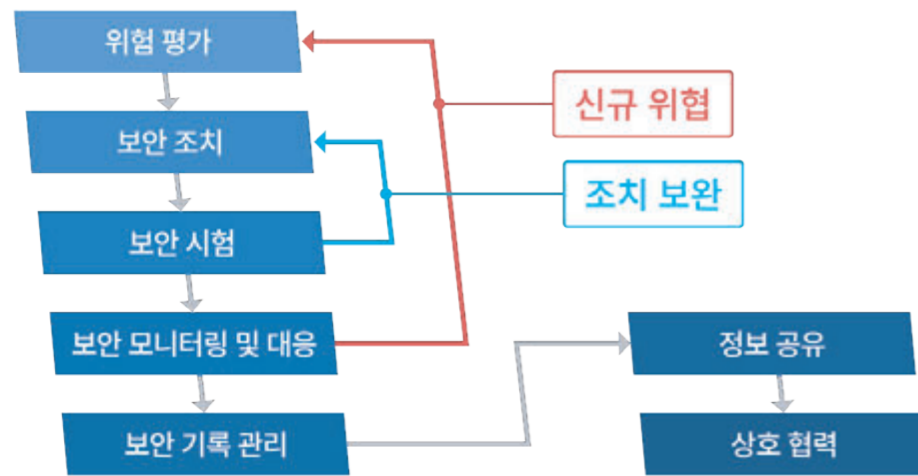 위험 평가
신규 위협
보안 조치
조치 보완
보안 시험
보안 모니터링 및 대응
정보 공유
보안 기록 관리
상호 협력